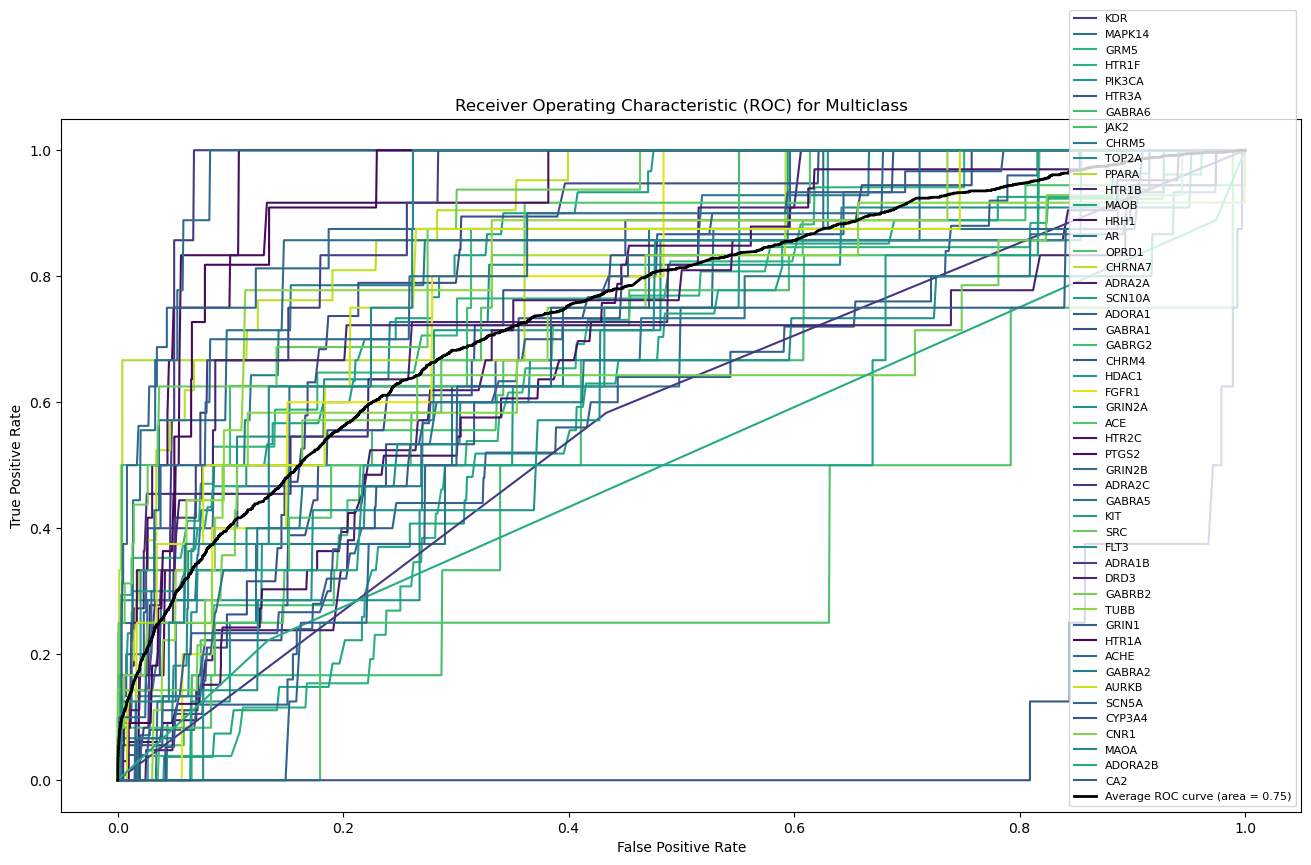 Receiver Operating Characteristic (ROC) for Multiclass
True Positive Rate
1.0
0.8
0.6
0.4
0.2
0.0
0.0
0.2
0.4
0.6
0.8
1.0
False Positive Rate
KDR
MAPK14
GRM5
HTR1F
PIK3CA
HTR3A
GABRA6
JAK2
CHRM5
TOP2A
PPARA
HTR1B
MAOB
HRH1
AR
OPRD1
CHRNA7
ADRA2A
SCN10A
ADORA1
GABRA1
GABRG2
CHRM4
HDAC1
FGFR1
GRIN2A
ACE
HTR2C
PTGS2
GRIN2B
ADRA2C
GABRA5
KIT
SRC
FLT3
ADRA1B
DRD3
GABRB2
TUBB
GRIN1
HTR1A
ACHE
GABRA2
AURKB
SCN5A
CYP3A4
CNR1
MAOA
ADORA2B
CA2
Average ROC curve (area = 0.75)